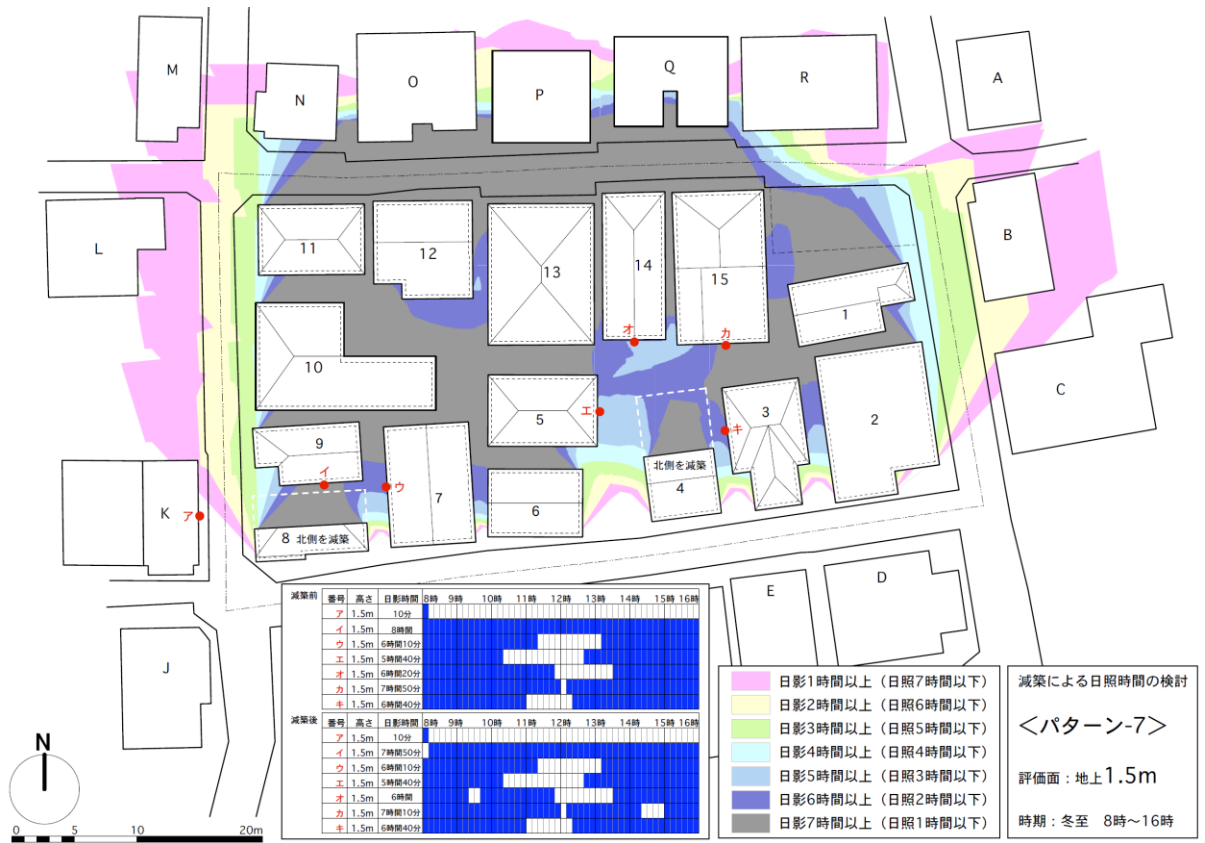 M
N
O
P
Q
R
A
B
C
L
K
J
E
D
11
12
13
14
15
1
10
5
3
2
9
7
6
4
8
北側を減築
北側を減築
ア
イ
ウ
エ
オ
カ
キ
N
0 5 10 20m
減築前 番号 高さ 日影時間 8時 9時 10時 11時 12時 13時 14時 15時 16時
ア 1.5m 10分
イ 1.5m 8時間
ウ 1.5m 6時間10分
エ 1.5m 5時間40分
オ 1.5m 6時間20分
カ 1.5m 7時間50分
キ 1.5m 6時間40分
減築後 番号 高さ 日影時間 8時 9時 10時 11時 12時 13時 14時 15時 16時
ア 1.5m 10分
イ 1.5m 7時間50分
ウ 1.5m 6時間10分
エ 1.5m 5時間40分
オ 1.5m 6時間
カ 1.5m 7時間10分
キ 1.5m 6時間40分
日影1時間以上(日照7時間以下)
日影2時間以上(日照6時間以下)
日影3時間以上(日照5時間以下)
日影4時間以上(日照4時間以下)
日影5時間以上(日照3時間以下)
日影6時間以上(日照2時間以下)
日影7時間以上(日照1時間以下)
減築による日照時間の検討
<パターン-7>
評価面:地上1.5m
時期:冬至 8時〜16時